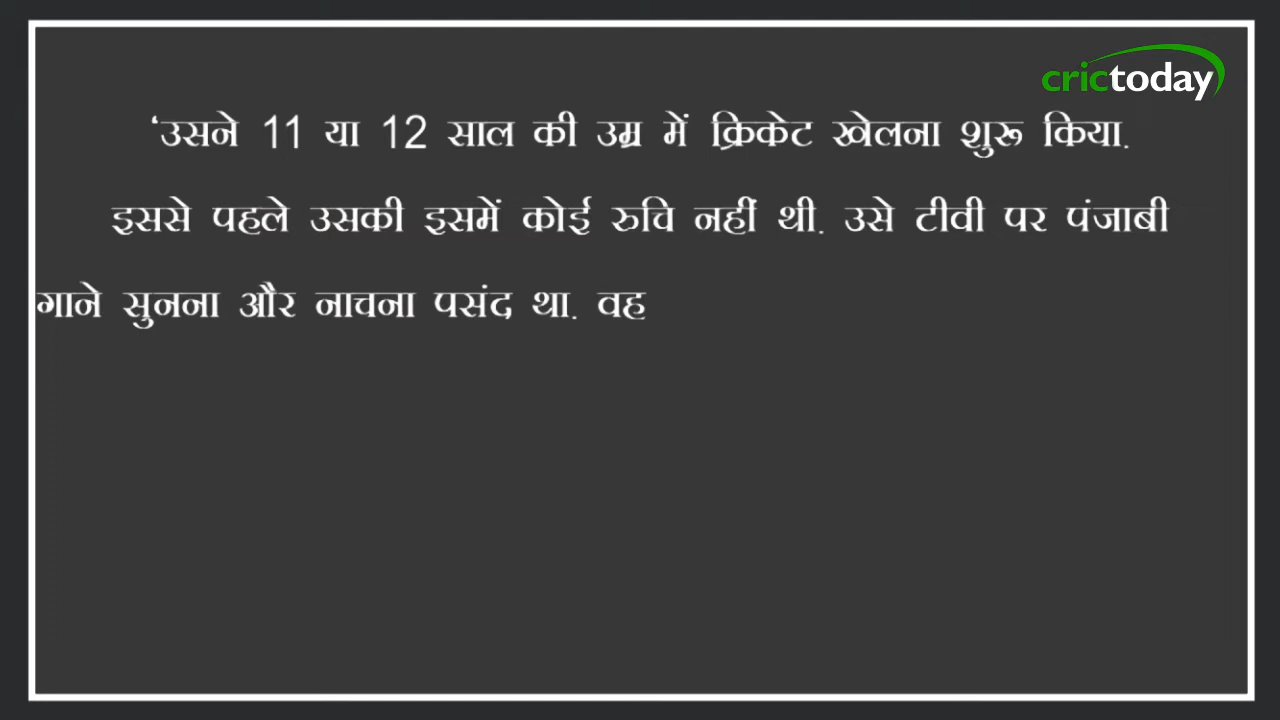 crictoday
‘उसने 11 या 12 साल की उम्र में क्रिकेट खेलना शुरू किया.
इससे पहले उसकी इसमें कोई रुचि नहीं थी. उसे टीवी पर पंजाबी
गाने सुनना और नाचना पसंद था. वह